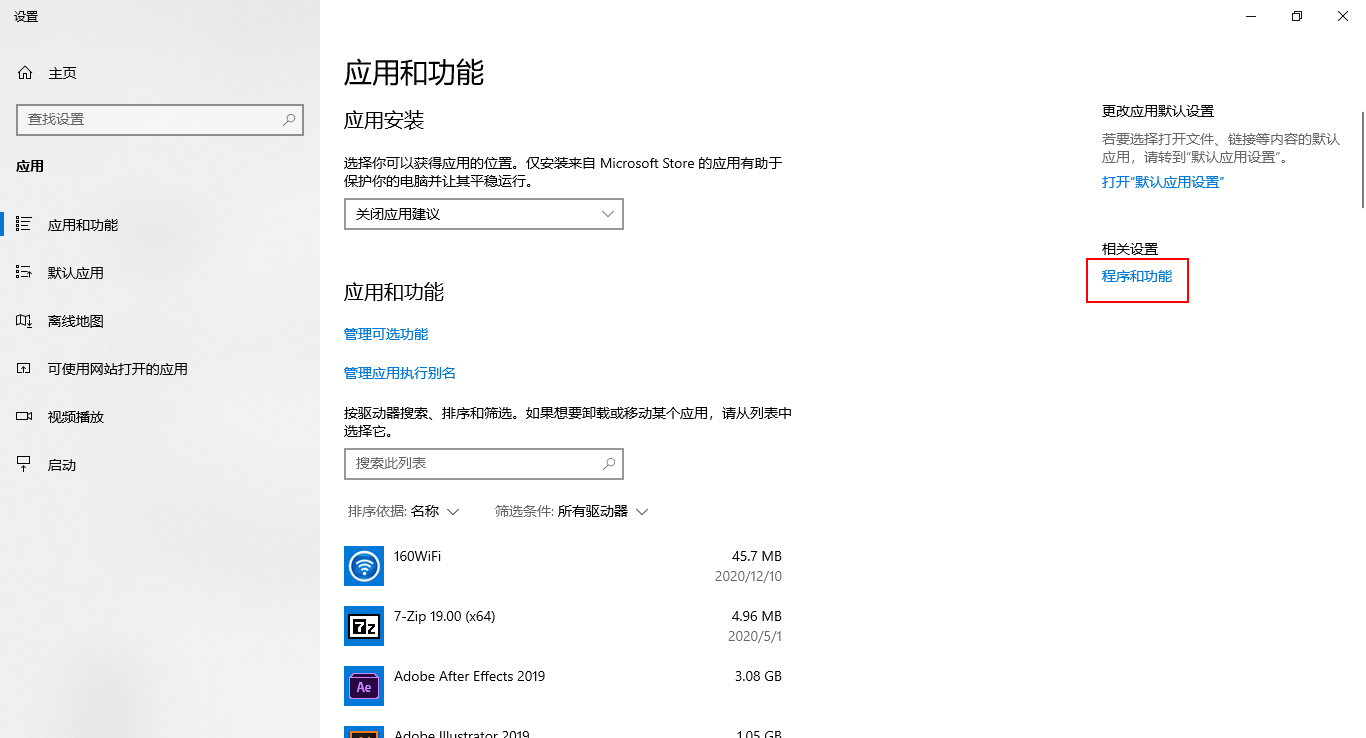 设置
主页
查找设置
应用
应用和功能
默认应用
离线地图
可使用网站打开的应用
视频播放
启动
应用和功能
应用安装
选择你可以获得应用的位置。仅安装来自 Microsoft Store 的应用有助于
保护你的电脑并让其平稳运行。
关闭应用建议
应用和功能
管理可选功能
管理应用执行别名
按驱动器搜索、排序和筛选。如果想要卸载或移动某个应用，请从列表中
选择它。
搜索此列表
排序依据: 名称 筛选条件: 所有驱动器
160WiFi 45.7 MB
2020/12/10
7-Zip 19.00 (x64) 4.96 MB
7z
2020/5/1
Adobe After Effects 2019 3.08 GB
Ae
Adobe Illustrator 2019 1.05 GB
更改应用默认设置
若要选择打开文件、链接等内容的默认
应用，请转到“默认应用设置”。
打开“默认应用设置”
相关设置
程序和功能